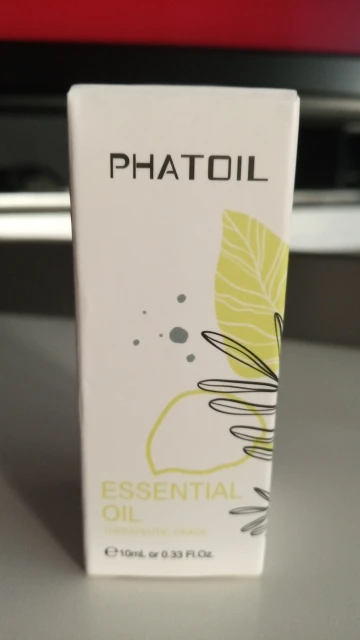 PHATOIL
ESSENTIAL
OIL
THERAPEUTIC GRADE
℮10mL or 0.33 Fl.Oz.